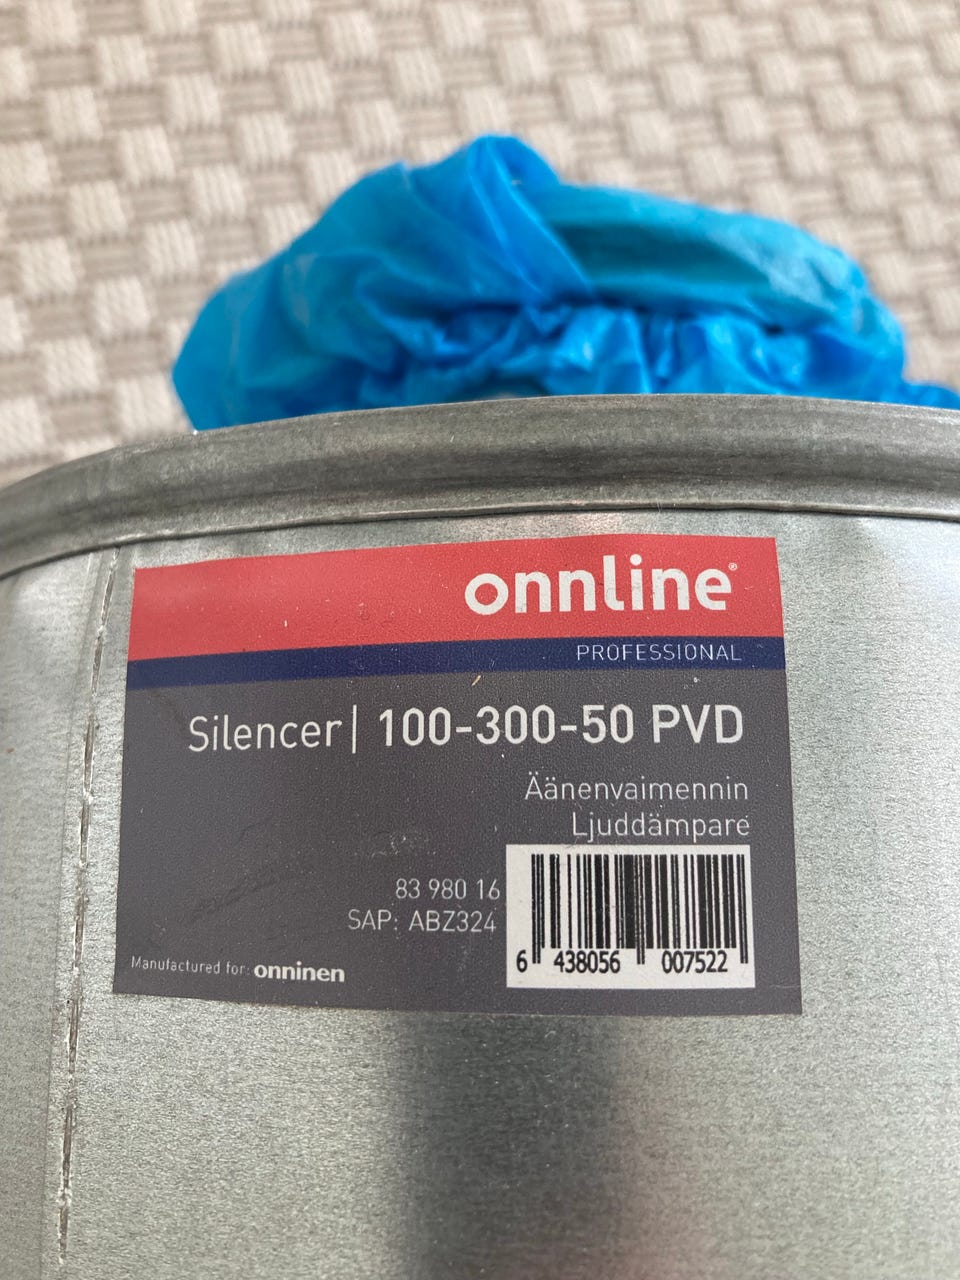 onnline®
PROFESSIONAL
Silencer| 100-300-50 PVD
Äänenvaimennin
Ljuddämpare
83 980 16
SAP: ABZ324
Manufactured for: onninen
6 438056 007522